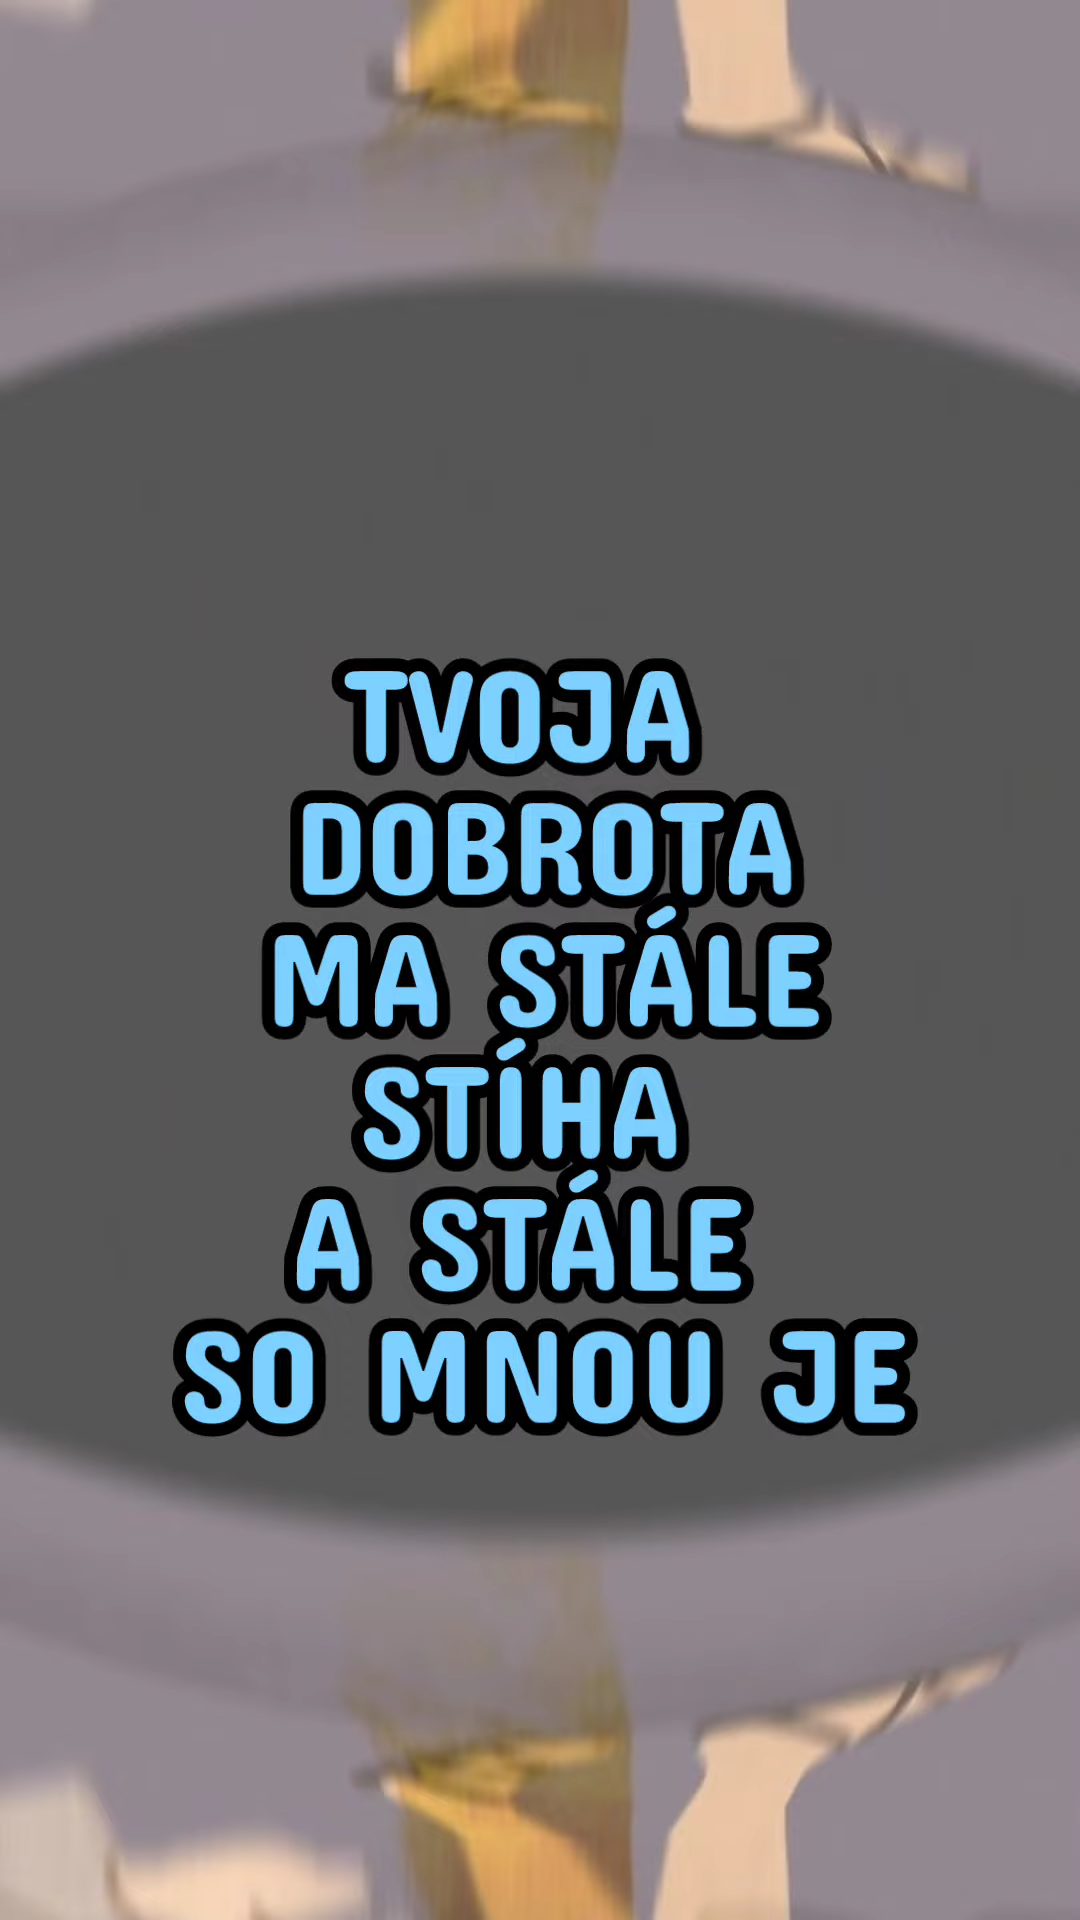 TVOJA
DOBROTA
MA STÁLE
STÍHA
A STÁLE
SO MNOU JE